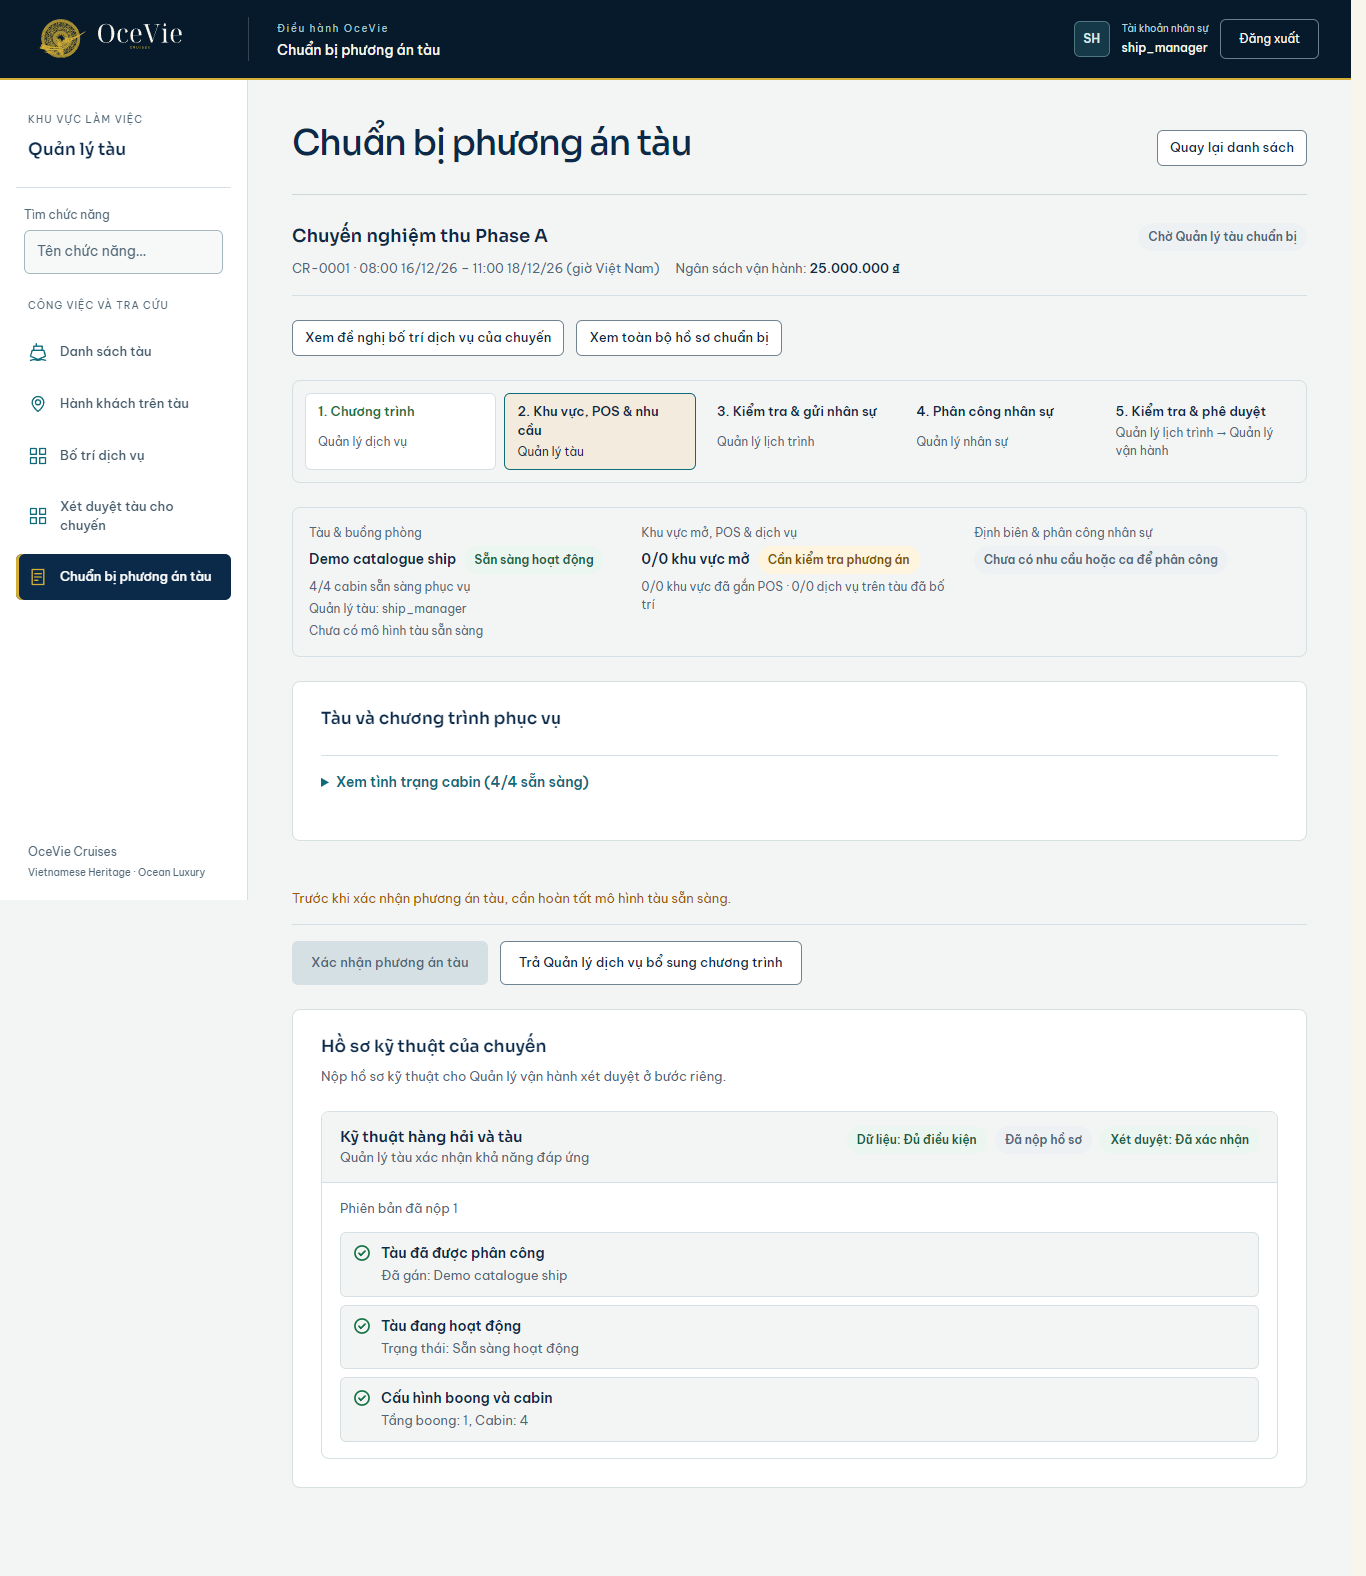 OceVie
CRUISES
Điều hành OceVie
Chuẩn bị phương án tàu
SH
Tài khoản nhân sự
ship_manager
Đăng xuất
KHU VỰC LÀM VIỆC
Quản lý tàu
Tìm chức năng
Tên chức năng...
CÔNG VIỆC VÀ TRA CỨU
Danh sách tàu
Hành khách trên tàu
Bố trí dịch vụ
Xét duyệt tàu cho
chuyến
Chuẩn bị phương án tàu
OceVie Cruises
Vietnamese Heritage · Ocean Luxury
Chuẩn bị phương án tàu
Quay lại danh sách
Chuyến nghiệm thu Phase A
Chờ Quản lý tàu chuẩn bị
CR-0001 · 08:00 16/12/26 – 11:00 18/12/26 (giờ Việt Nam) Ngân sách vận hành: 25.000.000 ₫
Xem đề nghị bố trí dịch vụ của chuyến
Xem toàn bộ hồ sơ chuẩn bị
1. Chương trình
Quản lý dịch vụ
2. Khu vực, POS & nhu
cầu
Quản lý tàu
3. Kiểm tra & gửi nhân sự
Quản lý lịch trình
4. Phân công nhân sự
Quản lý nhân sự
5. Kiểm tra & phê duyệt
Quản lý lịch trình → Quản lý
vận hành
Tàu & buồng phòng
Demo catalogue ship Sẵn sàng hoạt động
4/4 cabin sẵn sàng phục vụ
Quản lý tàu: ship_manager
Chưa có mô hình tàu sẵn sàng
Khu vực mở, POS & dịch vụ
0/0 khu vực mở Cần kiểm tra phương án
0/0 khu vực đã gắn POS · 0/0 dịch vụ trên tàu đã bố
trí
Định biên & phân công nhân sự
Chưa có nhu cầu hoặc ca để phân công
Tàu và chương trình phục vụ
Xem tình trạng cabin (4/4 sẵn sàng)
Trước khi xác nhận phương án tàu, cần hoàn tất mô hình tàu sẵn sàng.
Xác nhận phương án tàu
Trả Quản lý dịch vụ bổ sung chương trình
Hồ sơ kỹ thuật của chuyến
Nộp hồ sơ kỹ thuật cho Quản lý vận hành xét duyệt ở bước riêng.
Kỹ thuật hàng hải và tàu
Quản lý tàu xác nhận khả năng đáp ứng
Dữ liệu: Đủ điều kiện
Đã nộp hồ sơ
Xét duyệt: Đã xác nhận
Phiên bản đã nộp 1
Tàu đã được phân công
Đã gán: Demo catalogue ship
Tàu đang hoạt động
Trạng thái: Sẵn sàng hoạt động
Cấu hình boong và cabin
Tầng boong: 1, Cabin: 4